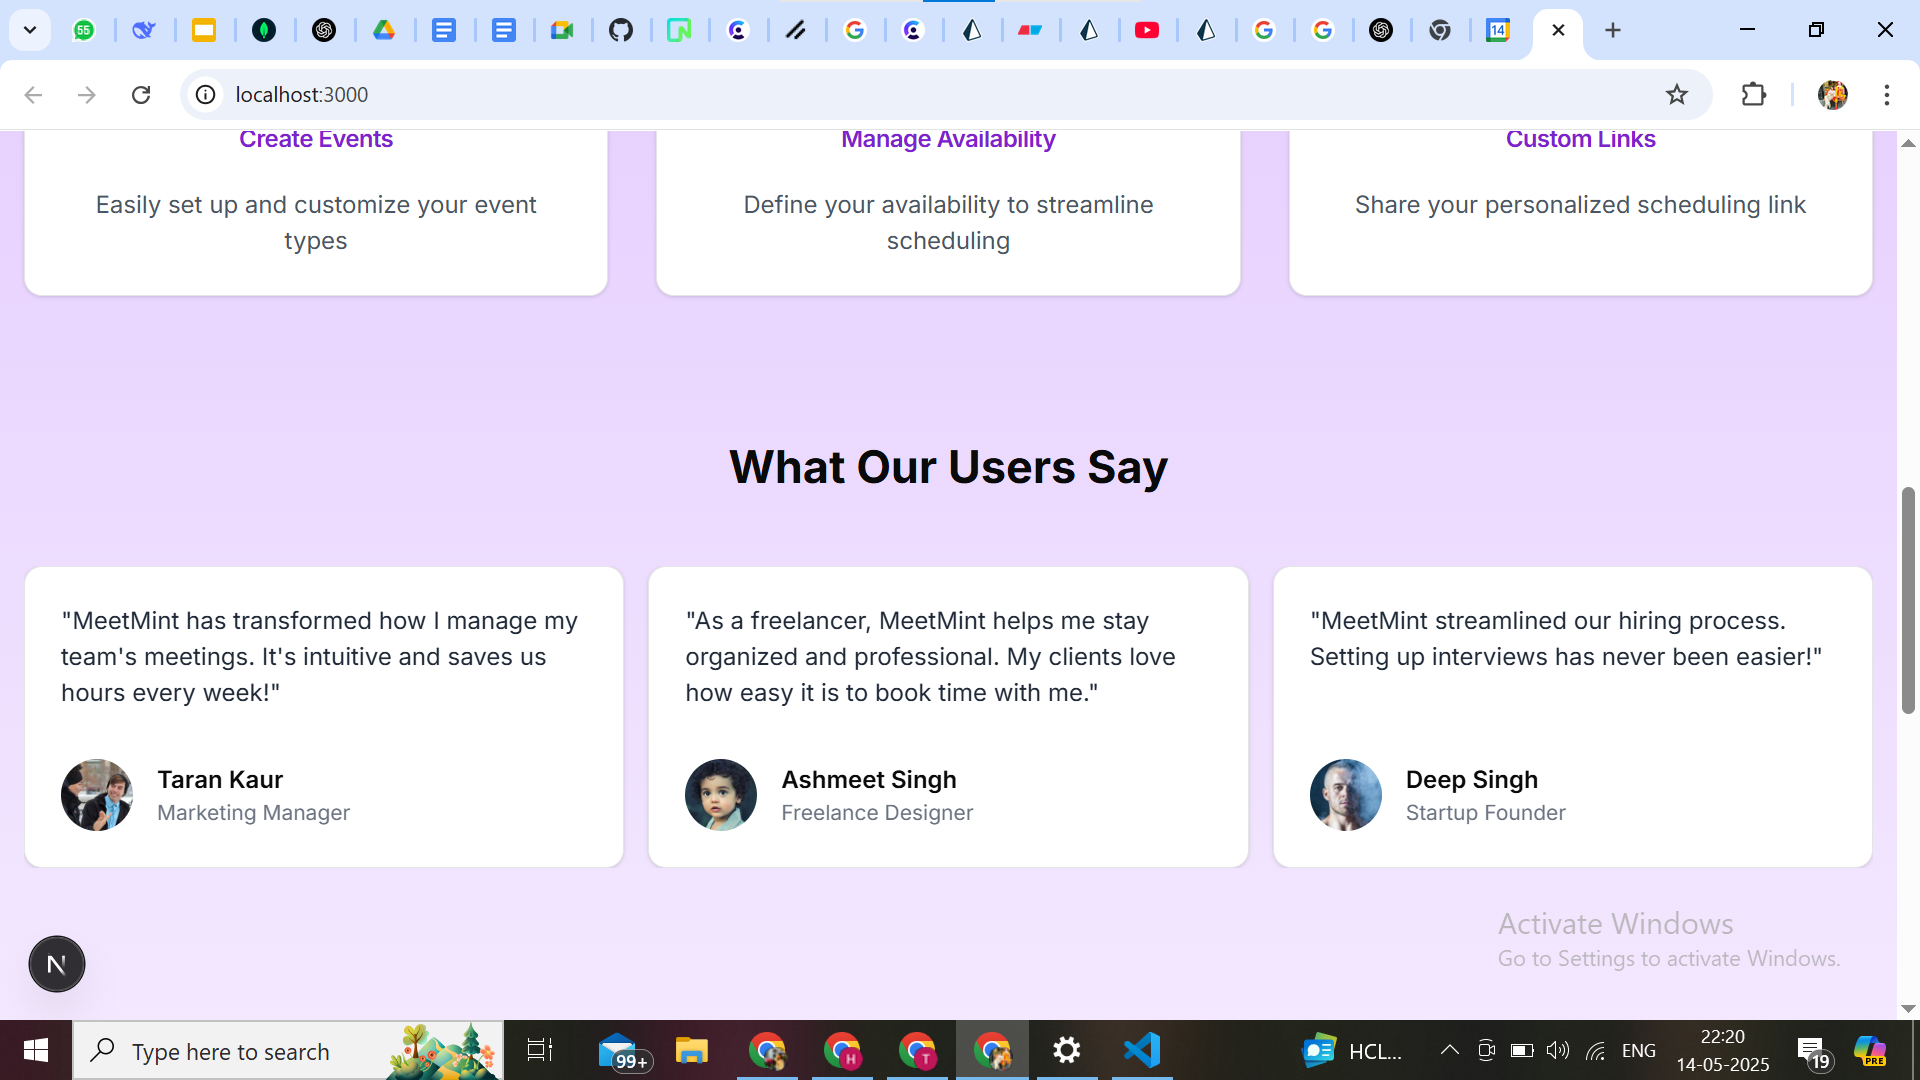 55
14
localhost:3000
Create Events
Easily set up and customize your event
types
Manage Availability
Define your availability to streamline
scheduling
Custom Links
Share your personalized scheduling link
What Our Users Say
"MeetMint has transformed how I manage my
team's meetings. It's intuitive and saves us
hours every week!"
Taran Kaur
Marketing Manager
"As a freelancer, MeetMint helps me stay
organized and professional. My clients love
how easy it is to book time with me."
Ashmeet Singh
Freelance Designer
"MeetMint streamlined our hiring process.
Setting up interviews has never been easier!"
Deep Singh
Startup Founder
Activate Windows
Go to Settings to activate Windows.
N
Type here to search
99+
H
T
HCL...
ENG
22:20
14-05-2025
19
PRE